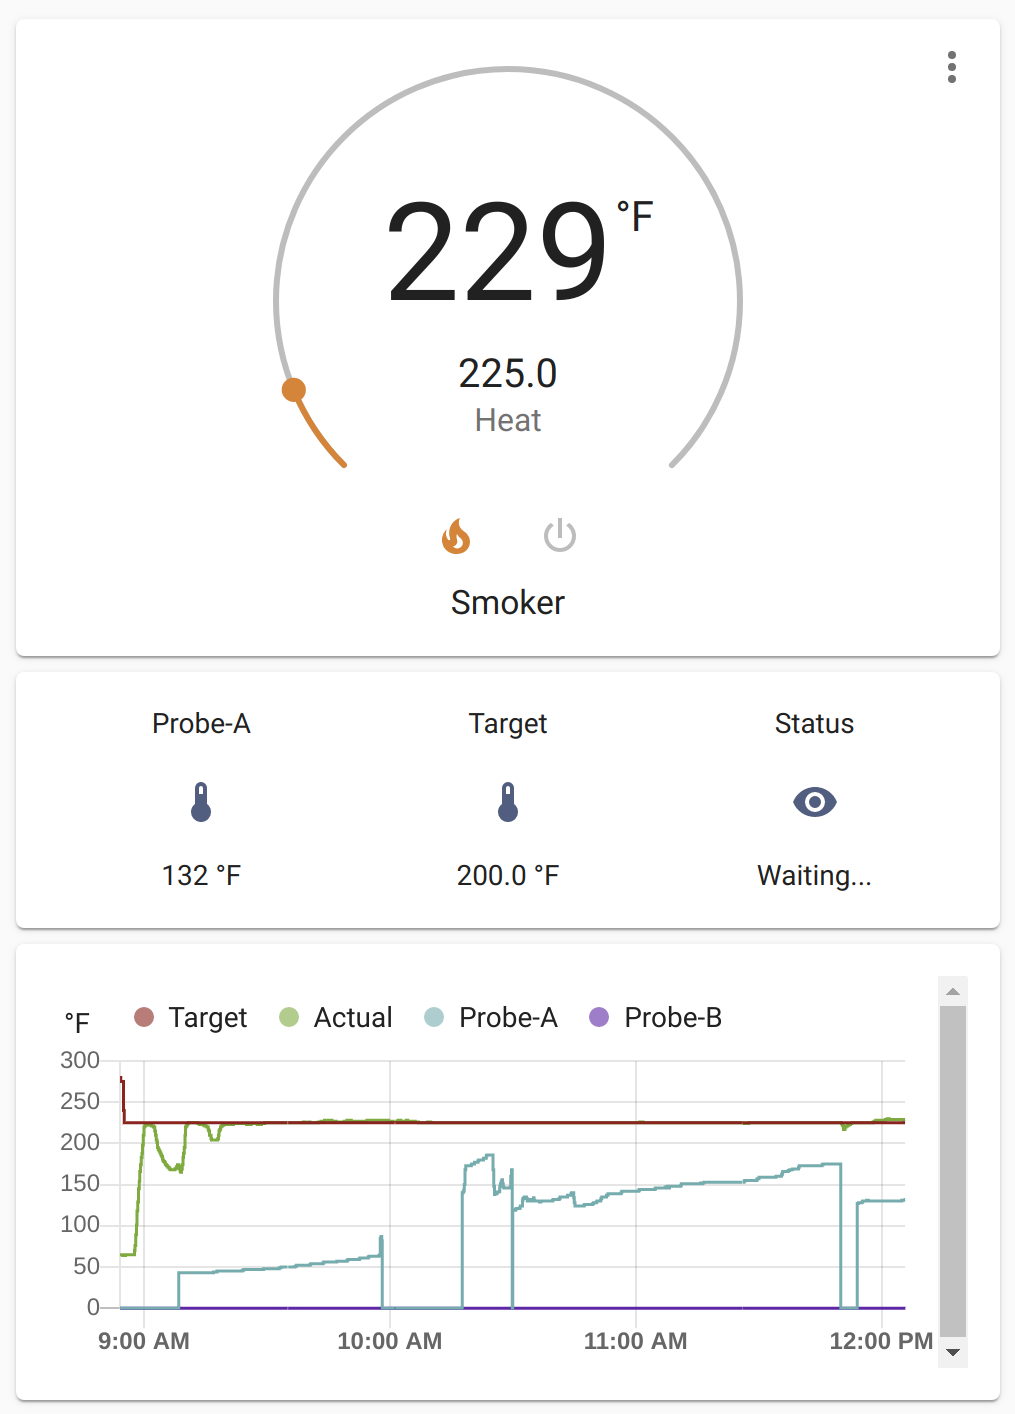 229 °F
225.0
Heat
Smoker
Probe-A Target Status
132 °F 200.0 °F Waiting...
°F Target Actual Probe-A Probe-B
300
250
200
150
100
50
0
9:00 AM 10:00 AM 11:00 AM 12:00 PM